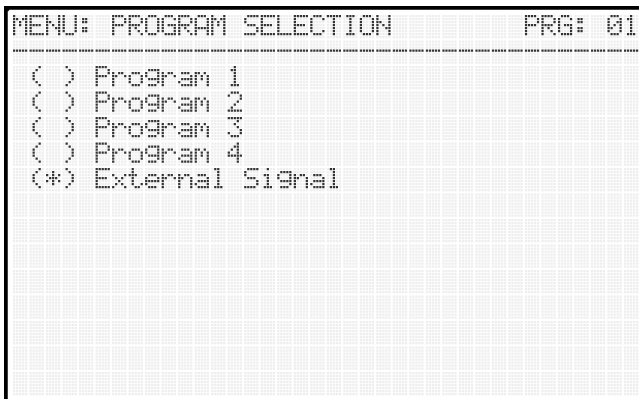 MENU: PROGRAM SELECTION PRG: 01
( ) Program 1
( ) Program 2
( ) Program 3
( ) Program 4
(*) External Signal